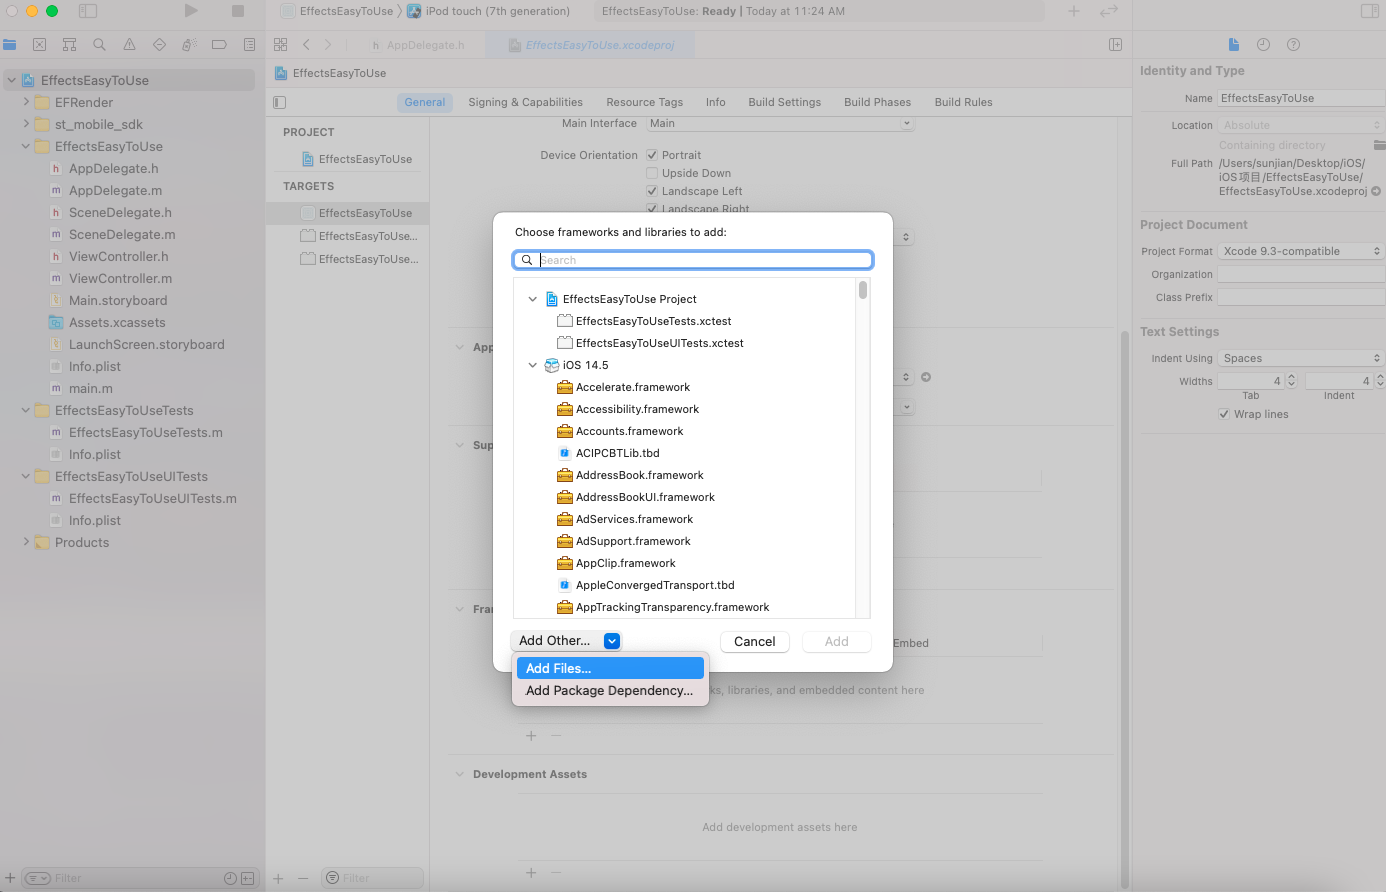 EffectsEasyToUse
iPod touch (7th generation)
EffectsEasyToUse: Ready | Today at 11:24 AM
AppDelegate.h
EffectsEasyToUse.xcodeproj
EffectsEasyToUse
EFRender
st_mobile_sdk
EffectsEasyToUse
AppDelegate.h
AppDelegate.m
SceneDelegate.h
SceneDelegate.m
ViewController.h
ViewController.m
Main.storyboard
Assets.xcassets
LaunchScreen.storyboard
Info.plist
main.m
EffectsEasyToUseTests
EffectsEasyToUseTests.m
Info.plist
EffectsEasyToUseUITests
EffectsEasyToUseUITests.m
Info.plist
Products
Filter
EffectsEasyToUse
General
Signing & Capabilities
Resource Tags
Info
Build Settings
Build Phases
Build Rules
PROJECT
EffectsEasyToUse
TARGETS
EffectsEasyToUse
EffectsEasyToUse...
EffectsEasyToUse...
Filter
Main Interface
Main
Device Orientation
Portrait
Upside Down
Landscape Left
Landscape Right
App
Sup
Fra
Embed
ks, libraries, and embedded content here
Development Assets
Add development assets here
Choose frameworks and libraries to add:
Search
EffectsEasyToUse Project
EffectsEasyToUseTests.xctest
EffectsEasyToUseUITests.xctest
iOS 14.5
Accelerate.framework
Accessibility.framework
Accounts.framework
ACIPCBTLib.tbd
AddressBook.framework
AddressBookUI.framework
AdServices.framework
AdSupport.framework
AppClip.framework
AppleConvergedTransport.tbd
AppTrackingTransparency.framework
Add Other...
Cancel
Add
Add Files...
Add Package Dependency...
Identity and Type
Name EffectsEasyToUse
Location Absolute
Containing directory
Full Path /Users/sunjian/Desktop/iOS/
iOS项目/EffectsEasyToUse/
EffectsEasyToUse.xcodeproj
Project Document
Project Format Xcode 9.3-compatible
Organization
Class Prefix
Text Settings
Indent Using Spaces
Widths 4 4
Tab Indent
Wrap lines